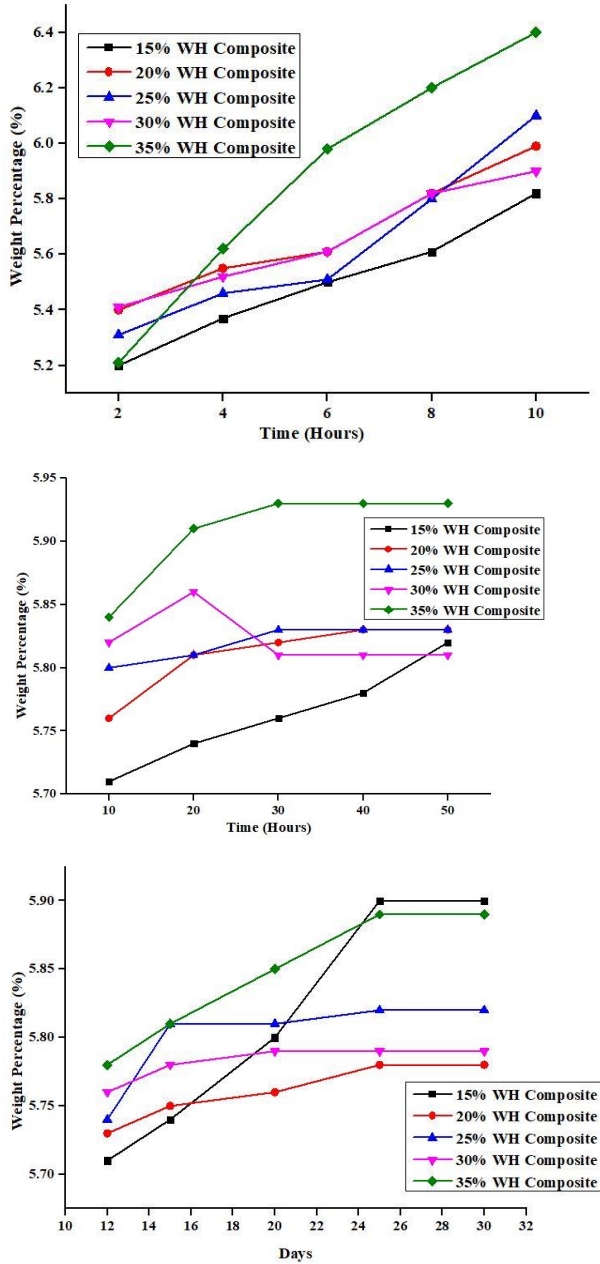 6.4
6.2
6.0
5.8
5.6
5.4
5.2
Weight Percentage (%)
15% WH Composite
20% WH Composite
25% WH Composite
30% WH Composite
35% WH Composite
2 4 6 8 10
Time (Hours)
5.95
5.90
5.85
5.80
5.75
5.70
Weight Percentage (%)
15% WH Composite
20% WH Composite
25% WH Composite
30% WH Composite
35% WH Composite
10 20 30 40 50
Time (Hours)
5.90
5.85
5.80
5.75
5.70
Weight Percentage (%)
15% WH Composite
20% WH Composite
25% WH Composite
30% WH Composite
35% WH Composite
10 12 14 16 18 20 22 24 26 28 30 32
Days